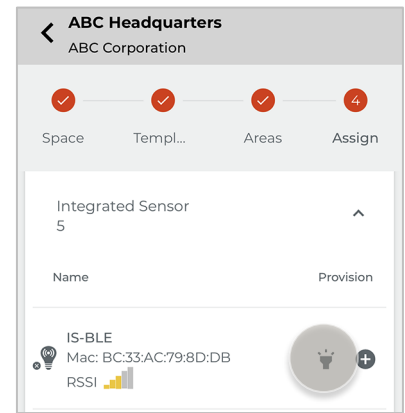 ABC Headquarters
ABC Corporation
4
Space Templ... Areas Assign
Integrated Sensor
5
Name Provision
IS-BLE
Mac: BC:33:AC:79:8D:DB
RSSI